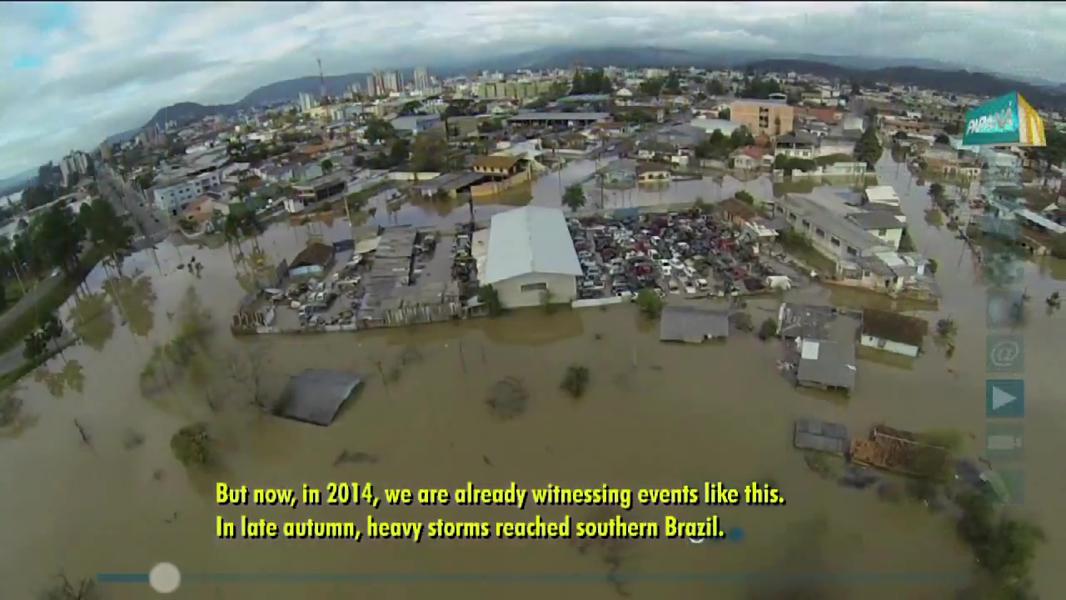 PARANÁ
@
But now, in 2014, we are already witnessing events like this.
In late autumn, heavy storms reached southern Brazil.